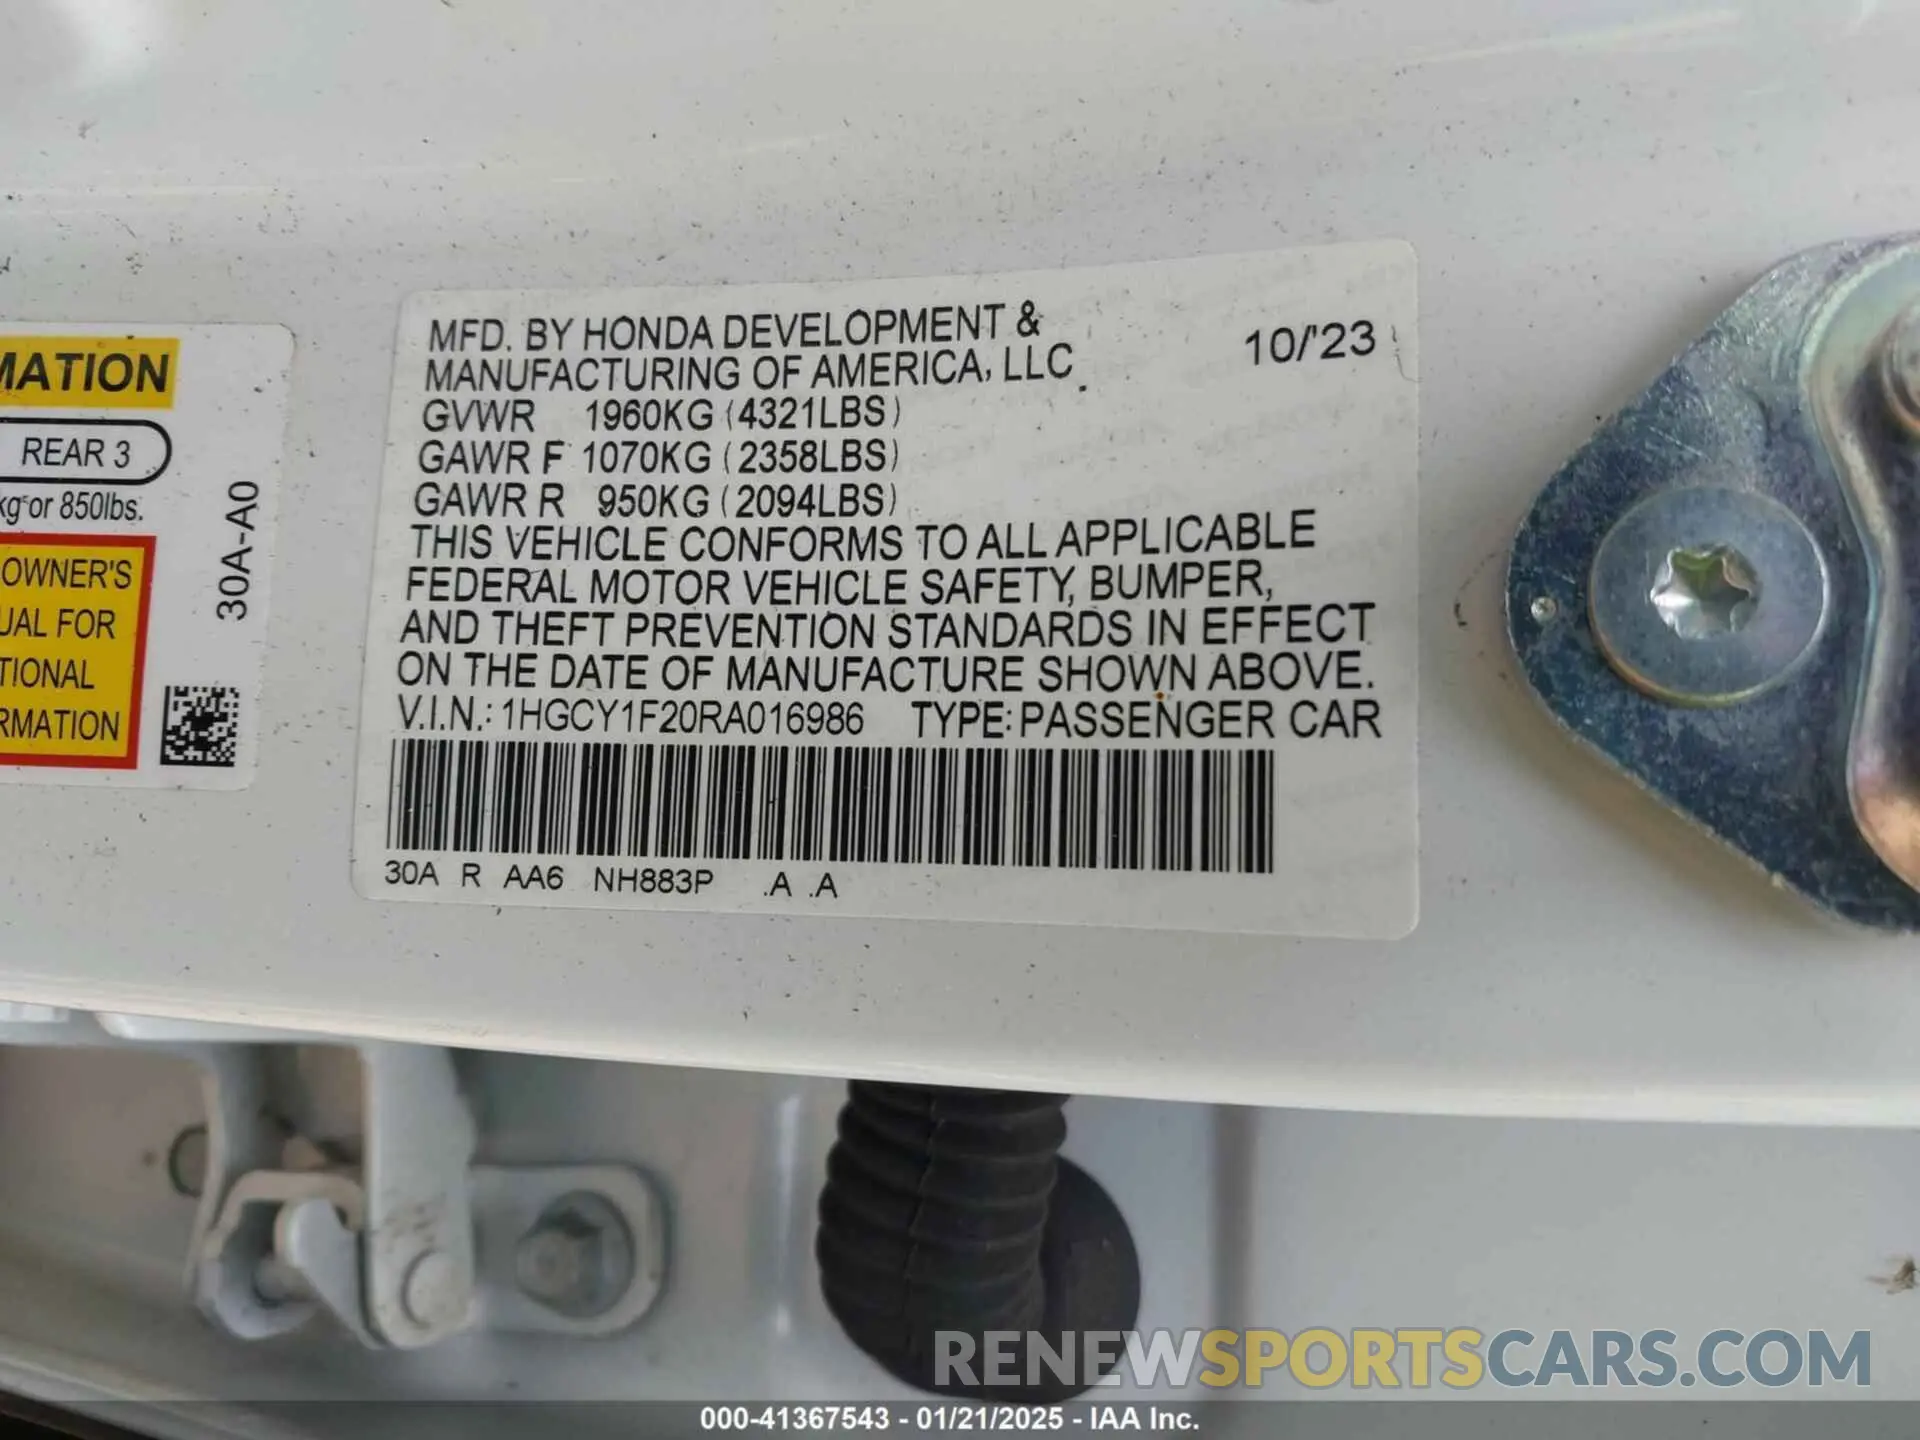 MATION
REAR 3
kg or 850lbs.
OWNER'S
UAL FOR
TIONAL
RMATION
30A-A0
MFD. BY HONDA DEVELOPMENT &
MANUFACTURING OF AMERICA, LLC.
10/'23
GVWR 1960KG (4321LBS)
GAWR F 1070KG (2358LBS)
GAWR R 950KG (2094LBS)
THIS VEHICLE CONFORMS TO ALL APPLICABLE
FEDERAL MOTOR VEHICLE SAFETY, BUMPER,
AND THEFT PREVENTION STANDARDS IN EFFECT
ON THE DATE OF MANUFACTURE SHOWN ABOVE.
V.I.N.: 1HGCY1F20RA016986 TYPE: PASSENGER CAR
30A R AA6 NH883P .A .A
RENEWSPORTSCARS.COM
000-41367543 - 01/21/2025 - IAA Inc.